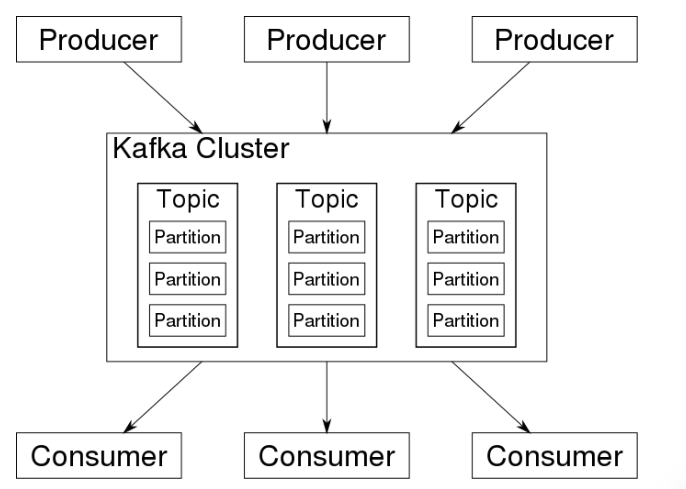 Producer Producer Producer
Kafka Cluster
Topic Topic Topic
Partition Partition Partition
Partition Partition Partition
Partition Partition Partition
Consumer Consumer Consumer